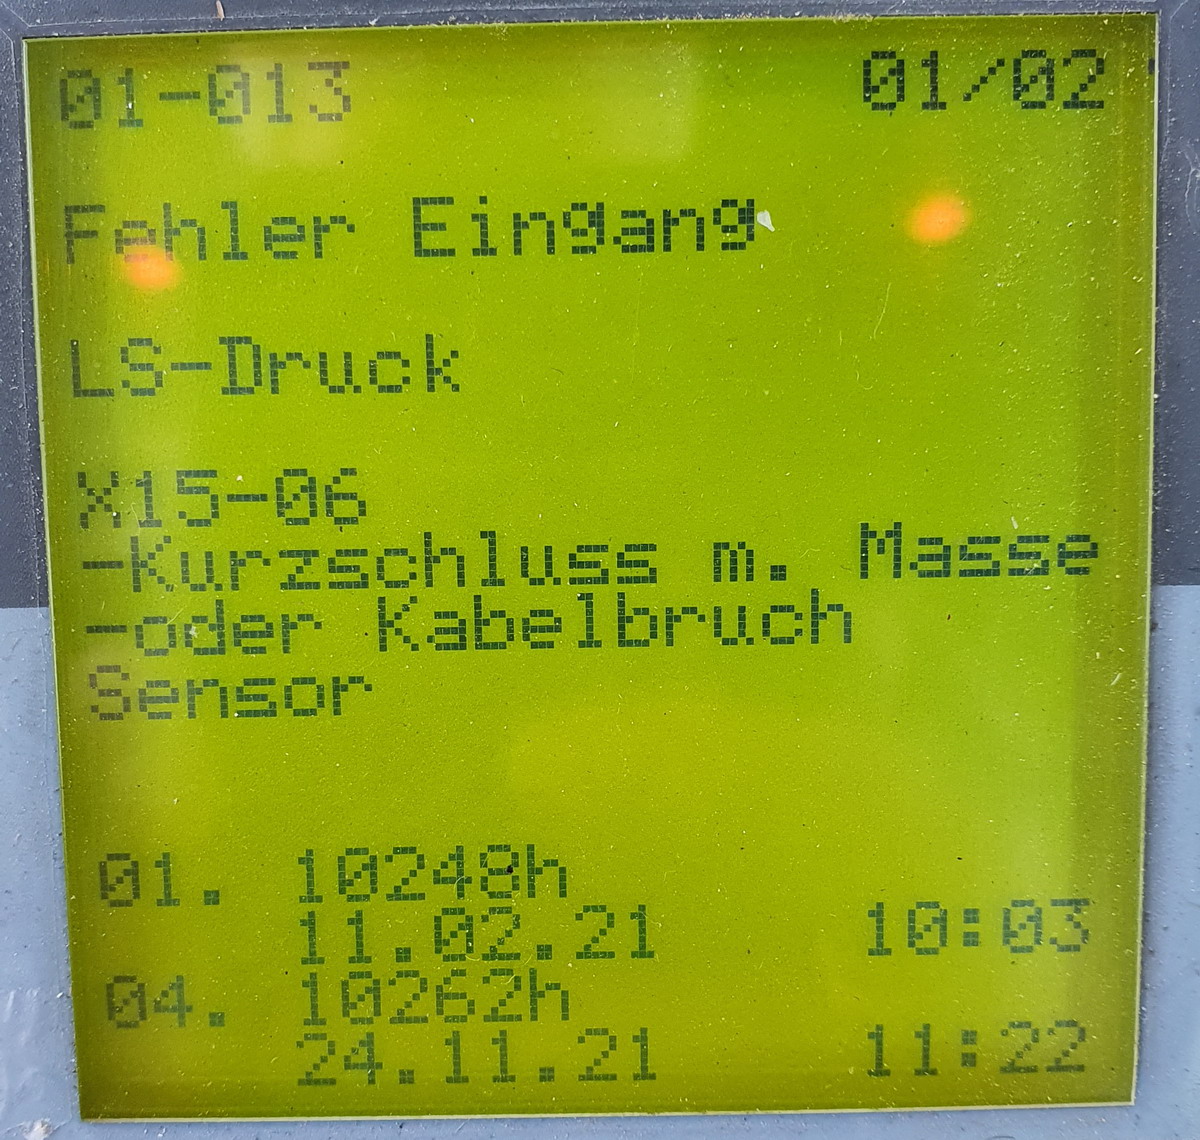 01-013 01/02
Fehler Eingang
LS-Druck
X15-06
-Kurzschluss m. Masse
-oder Kabelbruch
Sensor
01. 10248h
11.02.21 10:03
04. 10262h
24.11.21 11:22